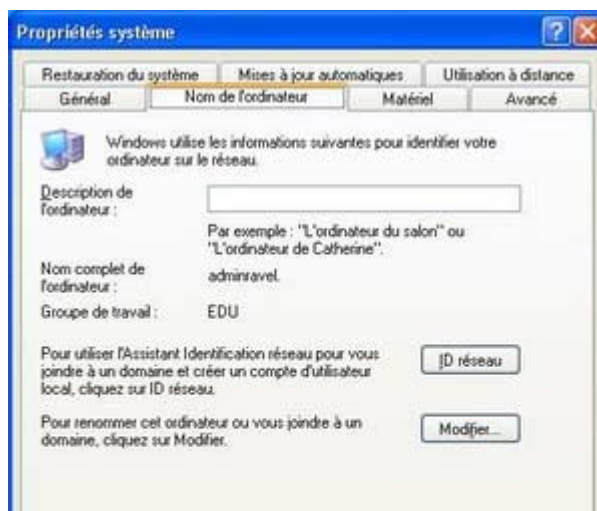 Propriétés système
Restauration du système Mises à jour automatiques Utilisation à distance
Général Nom de l'ordinateur Matériel Avancé
Windows utilise les informations suivantes pour identifier votre
ordinateur sur le réseau.
Description de
l'ordinateur :
Par exemple : "L'ordinateur du salon" ou
"L'ordinateur de Catherine".
Nom complet de
l'ordinateur :
adminravel.
Groupe de travail : EDU
Pour utiliser l'Assistant Identification réseau pour vous
joindre à un domaine et créer un compte d'utilisateur
local, cliquez sur ID réseau.
ID réseau
Pour renommer cet ordinateur ou vous joindre à un
domaine, cliquez sur Modifier.
Modifier...